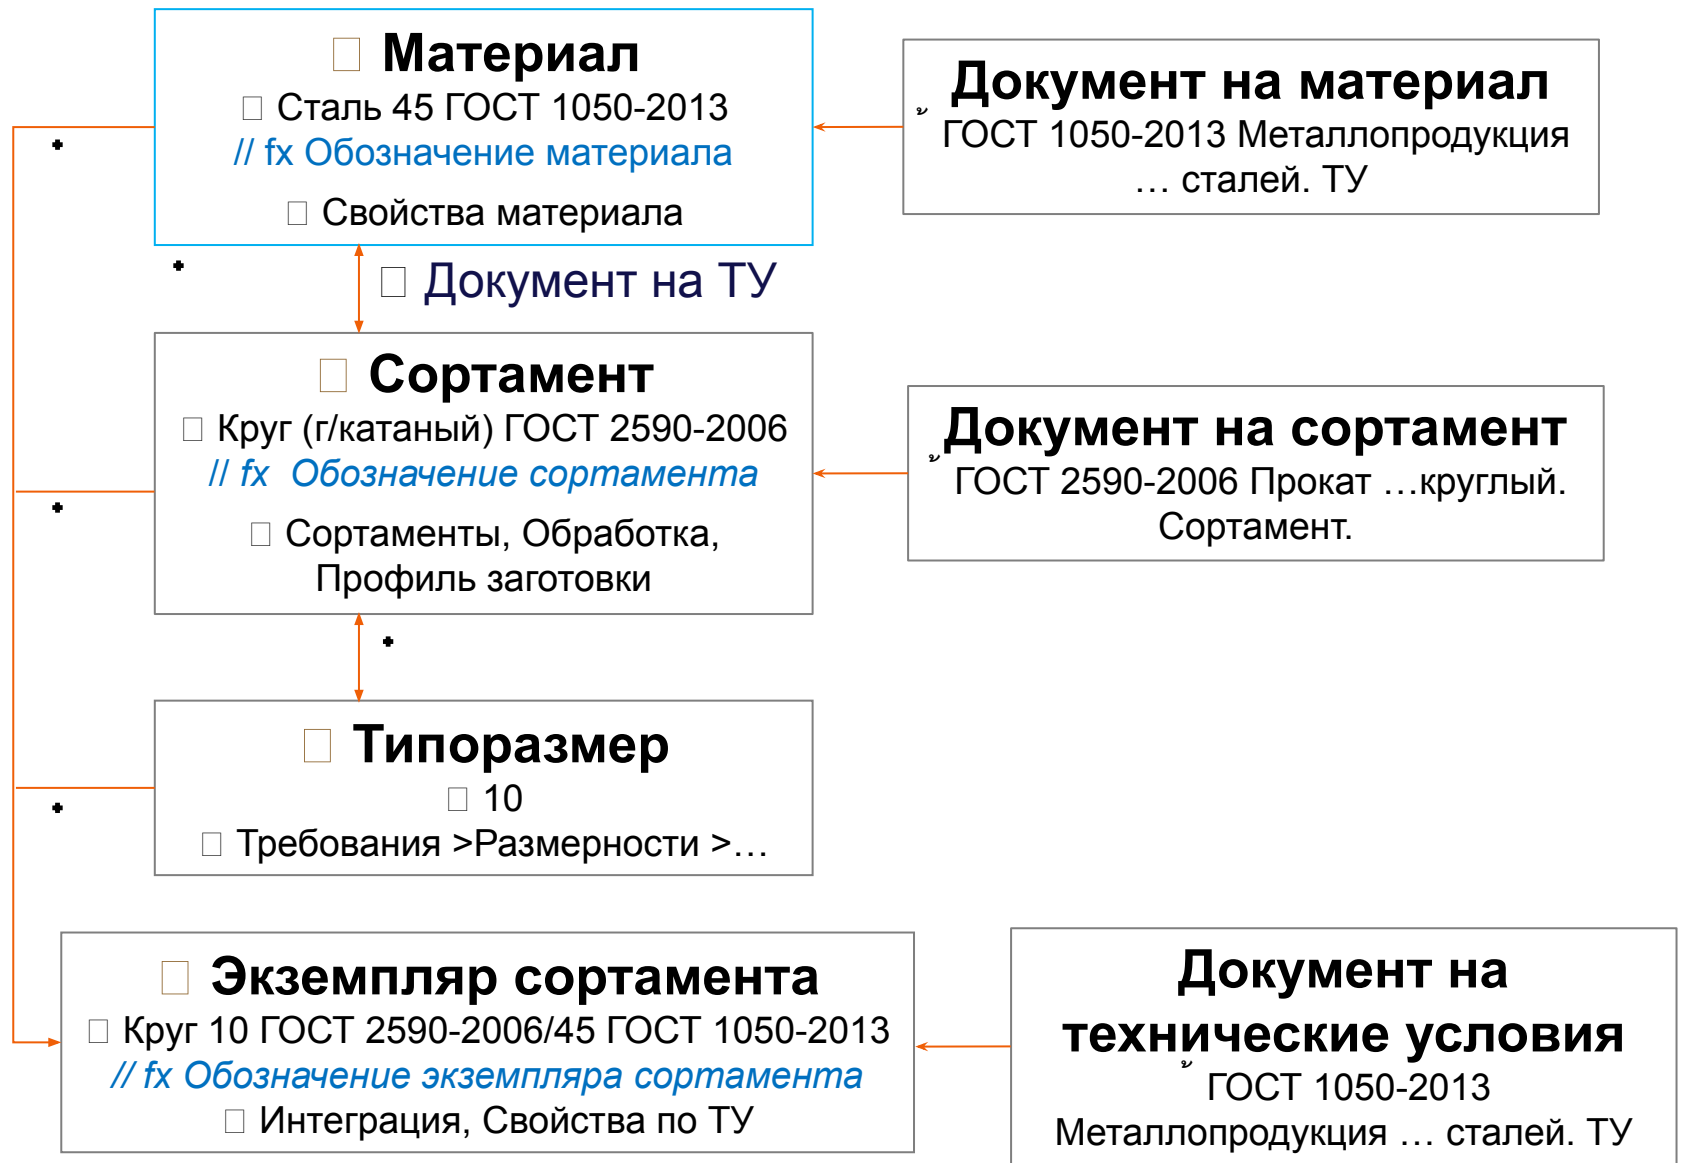 Материал
Сталь 45 ГОСТ 1050-2013
// fx Обозначение материала
Свойства материала
Документ на материал
ГОСТ 1050-2013 Металлопродукция
… сталей. ТУ
Документ на ТУ
Сортамент
Круг (г/катаный) ГОСТ 2590-2006
// fx Обозначение сортамента
Сортаменты, Обработка,
Профиль заготовки
Документ на сортамент
ГОСТ 2590-2006 Прокат …круглый.
Сортамент.
Типоразмер
10
Требования >Размерности >…
Экземпляр сортамента
Круг 10 ГОСТ 2590-2006/45 ГОСТ 1050-2013
// fx Обозначение экземпляра сортамента
Интеграция, Свойства по ТУ
Документ на
технические условия
ГОСТ 1050-2013
Металлопродукция … сталей. ТУ